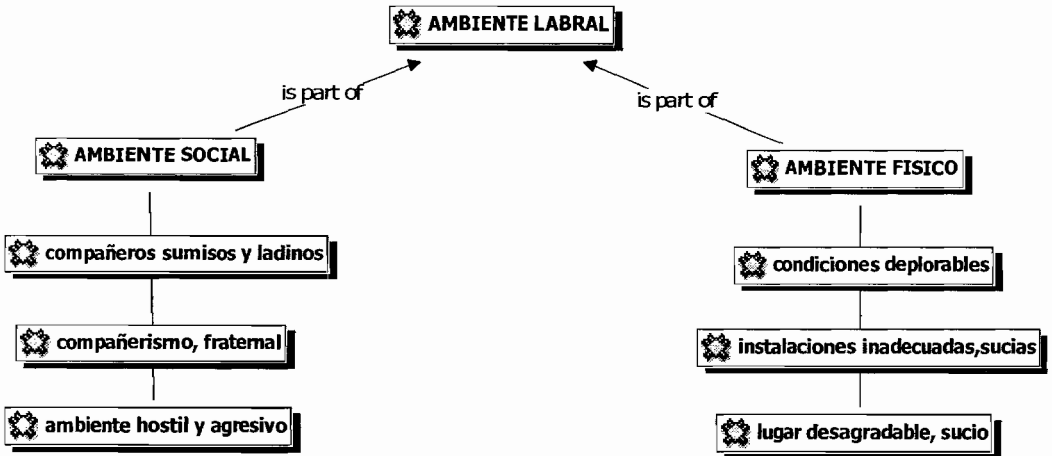 AMBIENTE LABRAL
is part of
is part of
AMBIENTE SOCIAL
AMBIENTE FISICO
compañeros sumisos y ladinos
condiciones deplorables
compañerismo, fraternal
instalaciones inadecuadas,sucias
ambiente hostil y agresivo
lugar desagradable, sucio